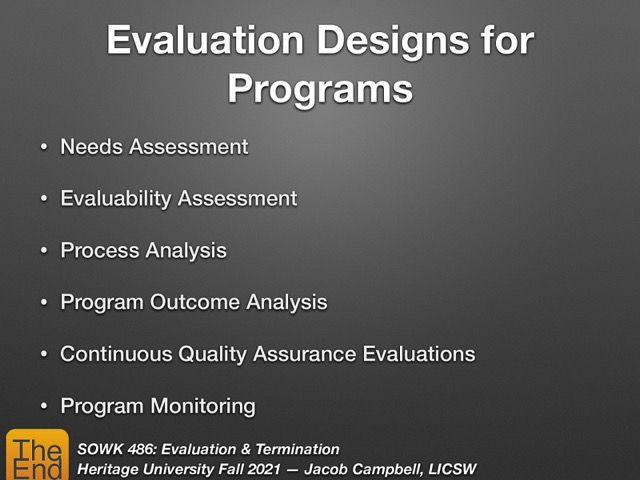 Evaluation Designs for
Programs
• Needs Assessment
• Evaluability Assessment
• Process Analysis
• Program Outcome Analysis
• Continuous Quality Assurance Evaluations
• Program Monitoring
The
End
SOWK 486: Evaluation & Termination
Heritage University Fall 2021 — Jacob Campbell, LICSW